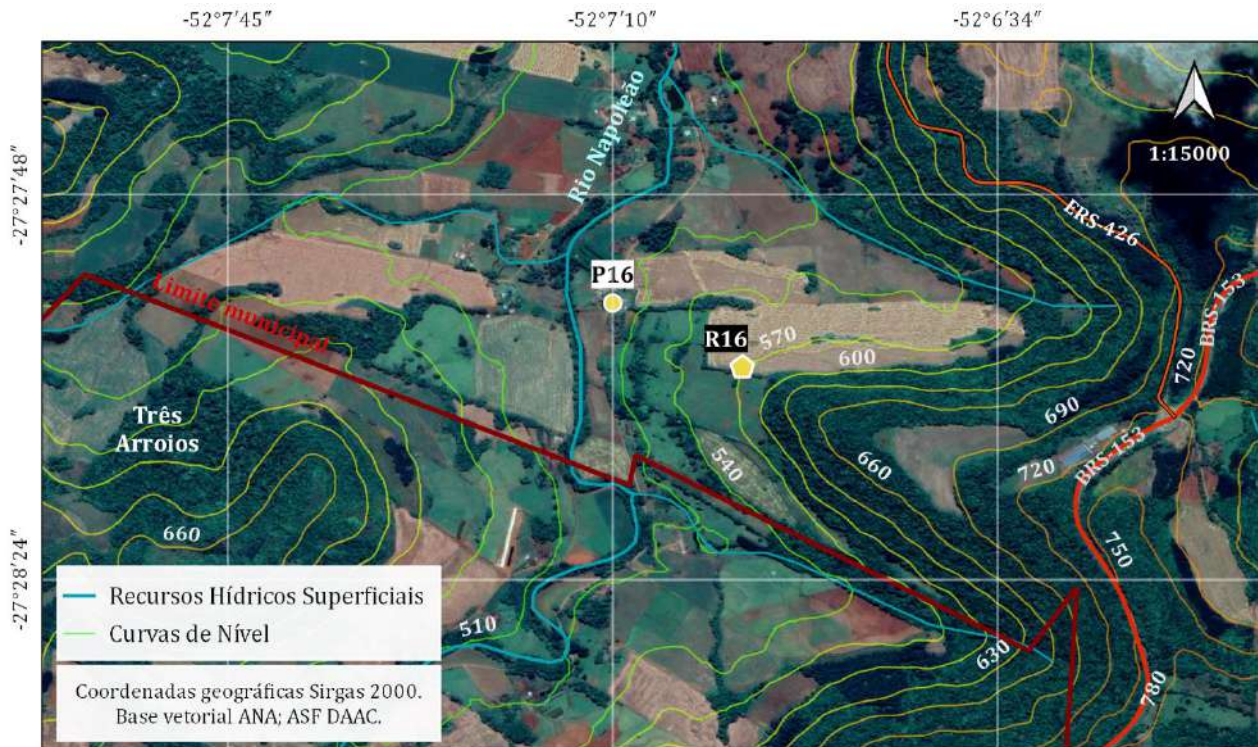 -52°7'45"
-52°7'10"
-52°6'34"
-27°27'48"
-27°28'24"
1:15000
Rio Napoleão
ERS-426
BRS-153
P16
R16
570
600
Limite municipal
720
690
Três
Arroios
BRS-153
720
540
660
660
750
510
630
780
Recursos Hídricos Superficiais
Curvas de Nível
Coordenadas geográficas Sirgas 2000.
Base vetorial ANA; ASF DAAC.